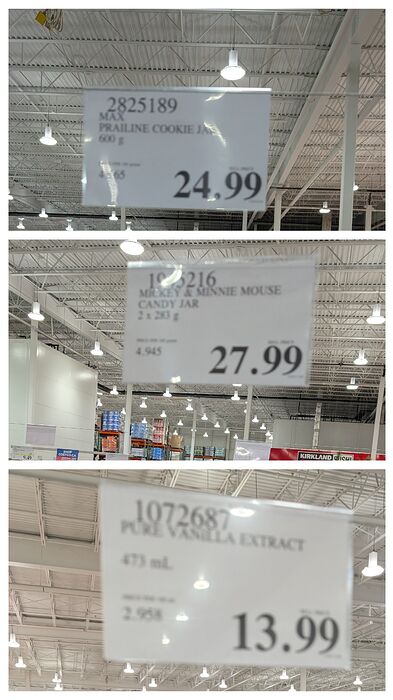 2825189
MAX
PRAILINE COOKIE JAR
600 g
24.99
MICKEY & MINNIE MOUSE
CANDY JAR
2 x 283 g
4.945
27.99
KIRKLAND
1072687
PURE VANILLA EXTRACT
473 mL
2.958
13.99